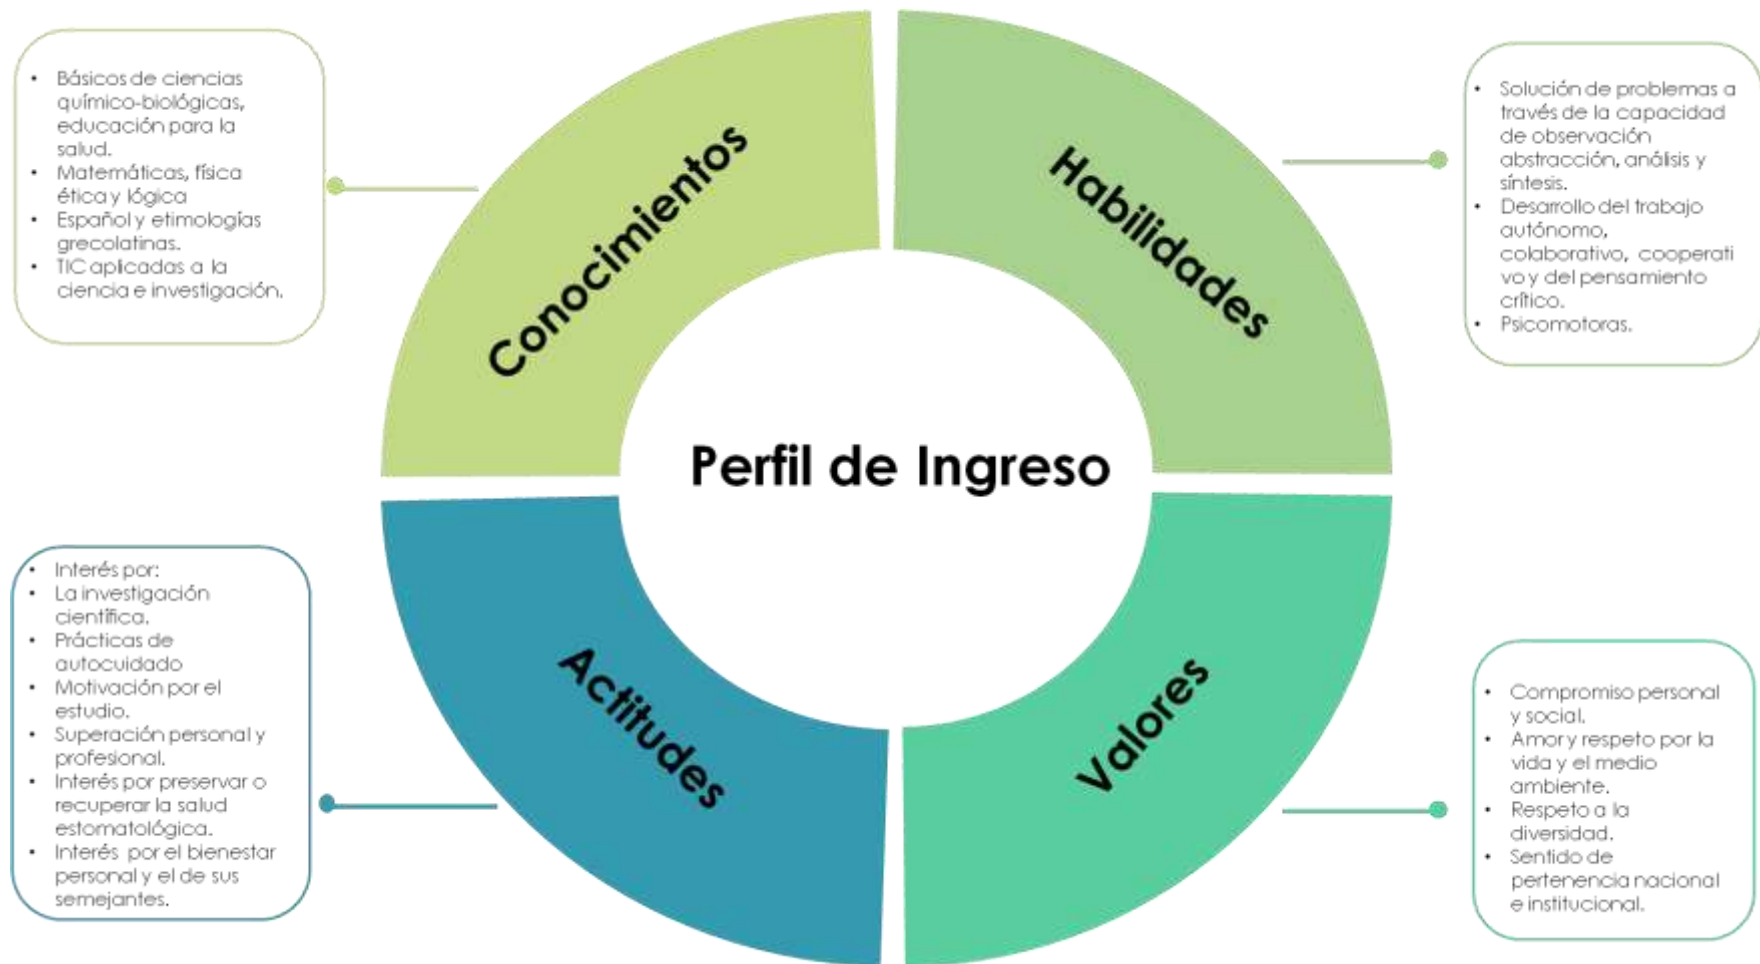 • Básicos de ciencias
químico-biológicas,
educación para la
salud.
• Matemáticas, física
ética y lógica
• Español y etimologías
grecolatinas.
• TIC aplicadas a la
ciencia e investigación.
Conocimientos
Habilidades
• Solución de problemas a
través de la capacidad
de observación
abstracción, análisis y
síntesis.
• Desarrollo del trabajo
autónomo,
colaborativo, cooperati
vo y del pensamiento
crítico.
• Psicomotoras.
Perfil de Ingreso
• Interés por:
• La investigación
científica.
• Prácticas de
autocuidado
• Motivación por el
estudio.
• Superación personal y
profesional.
• Interés por preservar o
recuperar la salud
estomatológica.
• Interés por el bienestar
personal y el de sus
semejantes.
Actitudes
Valores
• Compromiso personal
y social.
• Amor y respeto por la
vida y el medio
ambiente.
• Respeto a la
diversidad.
• Sentido de
pertenencia nacional
e institucional.